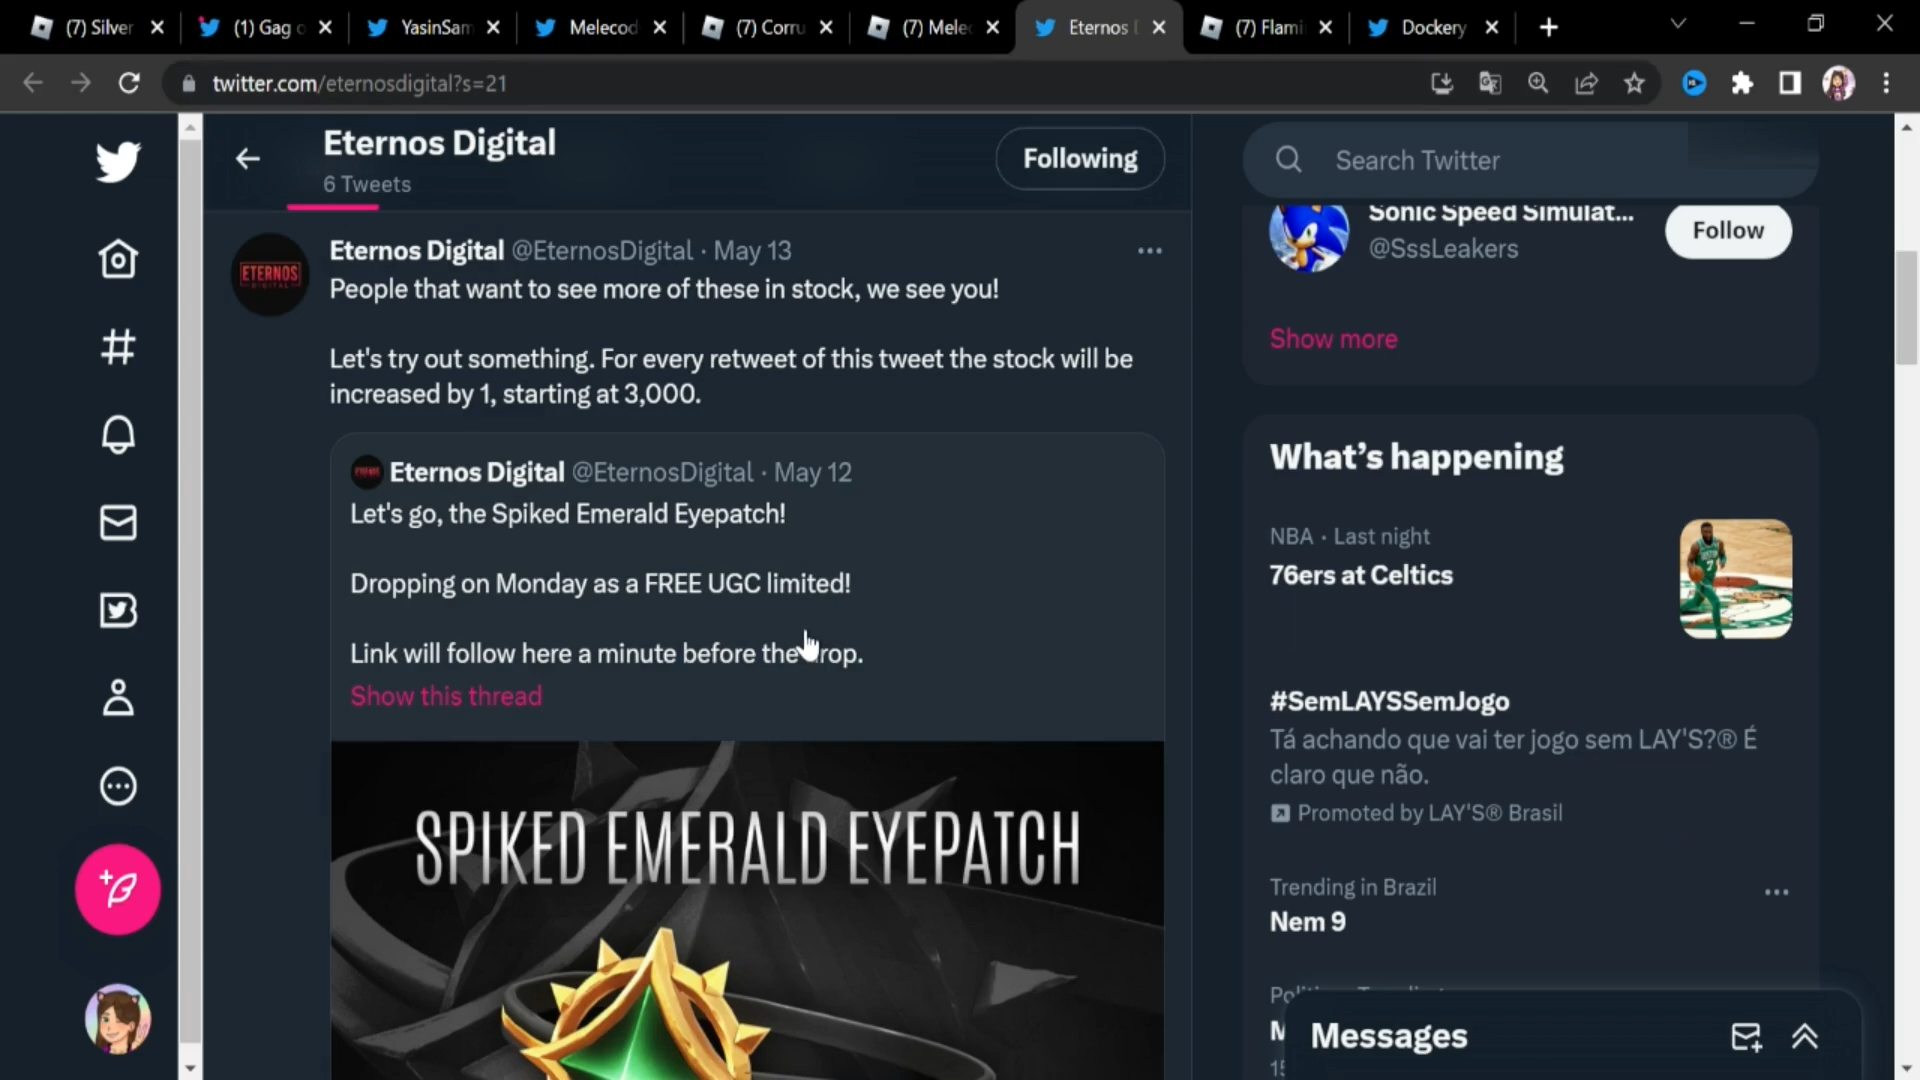 (7) Silver
(1) Gag o
YasinSam
Melecod
(7) Corru
(7) Melec
Eternos D
(7) Flami
Dockery
twitter.com/eternosdigital?s=21
Eternos Digital
6 Tweets
Following
Search Twitter
ETERNOS
DIGITAL
Eternos Digital @EternosDigital · May 13
People that want to see more of these in stock, we see you!
Let's try out something. For every retweet of this tweet the stock will be
increased by 1, starting at 3,000.
Eternos Digital @EternosDigital · May 12
Let's go, the Spiked Emerald Eyepatch!
Dropping on Monday as a FREE UGC limited!
Link will follow here a minute before the drop.
Show this thread
SPIKED EMERALD EYEPATCH
Sonic Speed Simulat...
@SssLeakers
Follow
Show more
What's happening
NBA · Last night
76ers at Celtics
#SemLAYSSemJogo
Tá achando que vai ter jogo sem LAY'S?® É
claro que não.
Promoted by LAY'S® Brasil
Trending in Brazil
Nem 9
Messages